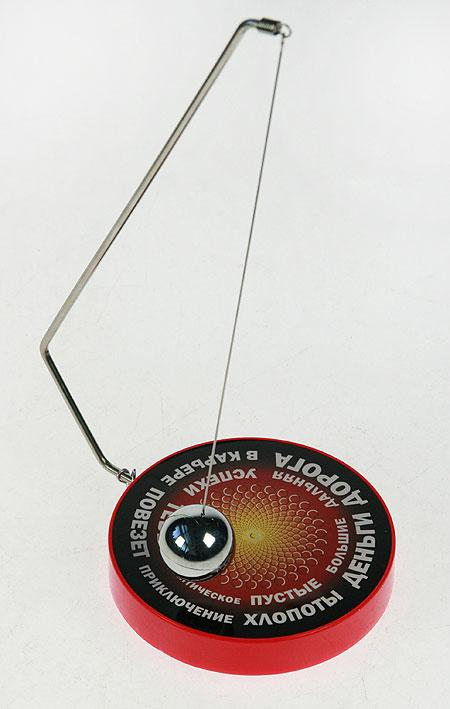 ПУСТЫЕ
ХЛОПОТЫ
БОЛЬШИЕ
ДЕНЬГИ
ДАЛЬНЯЯ
ДОРОГА
УСПЕХИ
В КАРЬЕРЕ
ПОВЕЗЕТ
ПРИКЛЮЧЕНИЕ